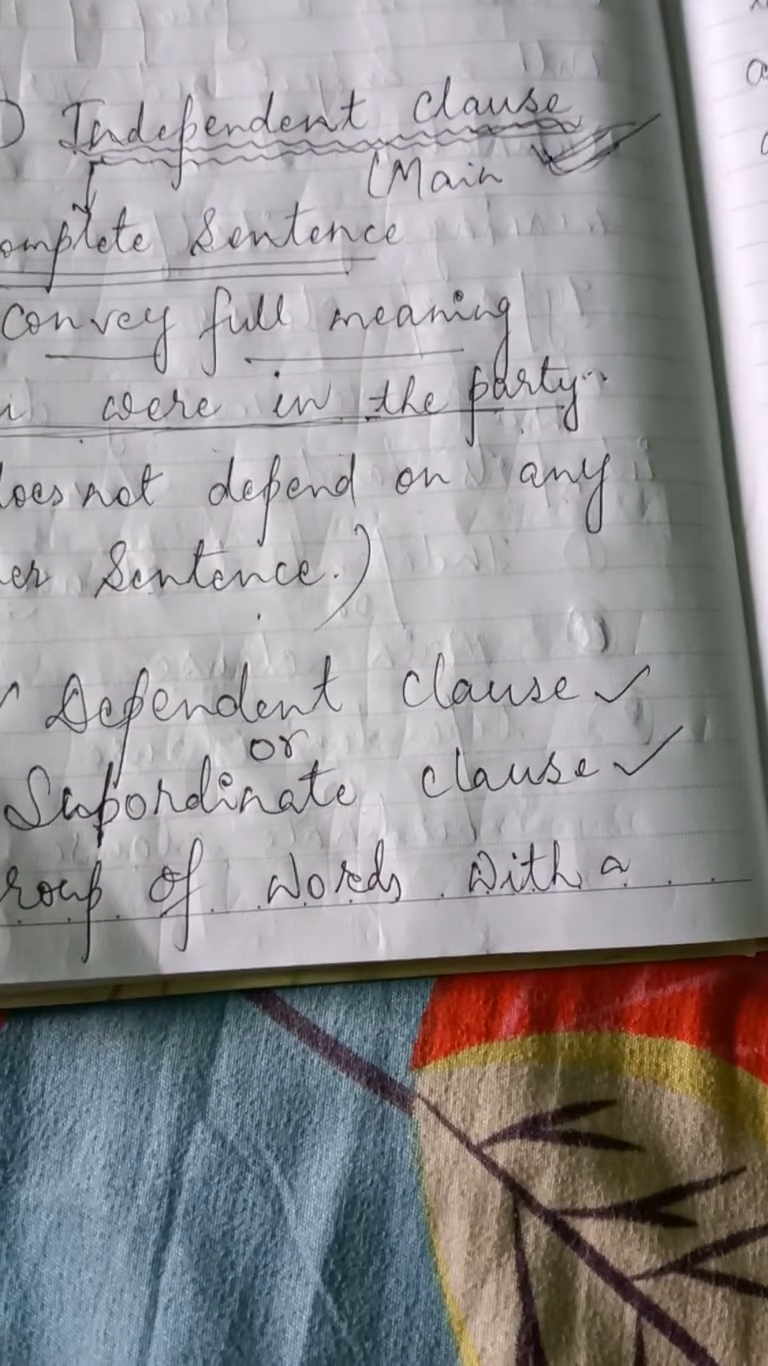 ) Independent clause
(Main
omplete Sentence
Convey full meaning
i were in the party.
does not depend on any
er Sentence.)
Dependent clause ✓
or
Subordinate clause ✓
roup of words with a